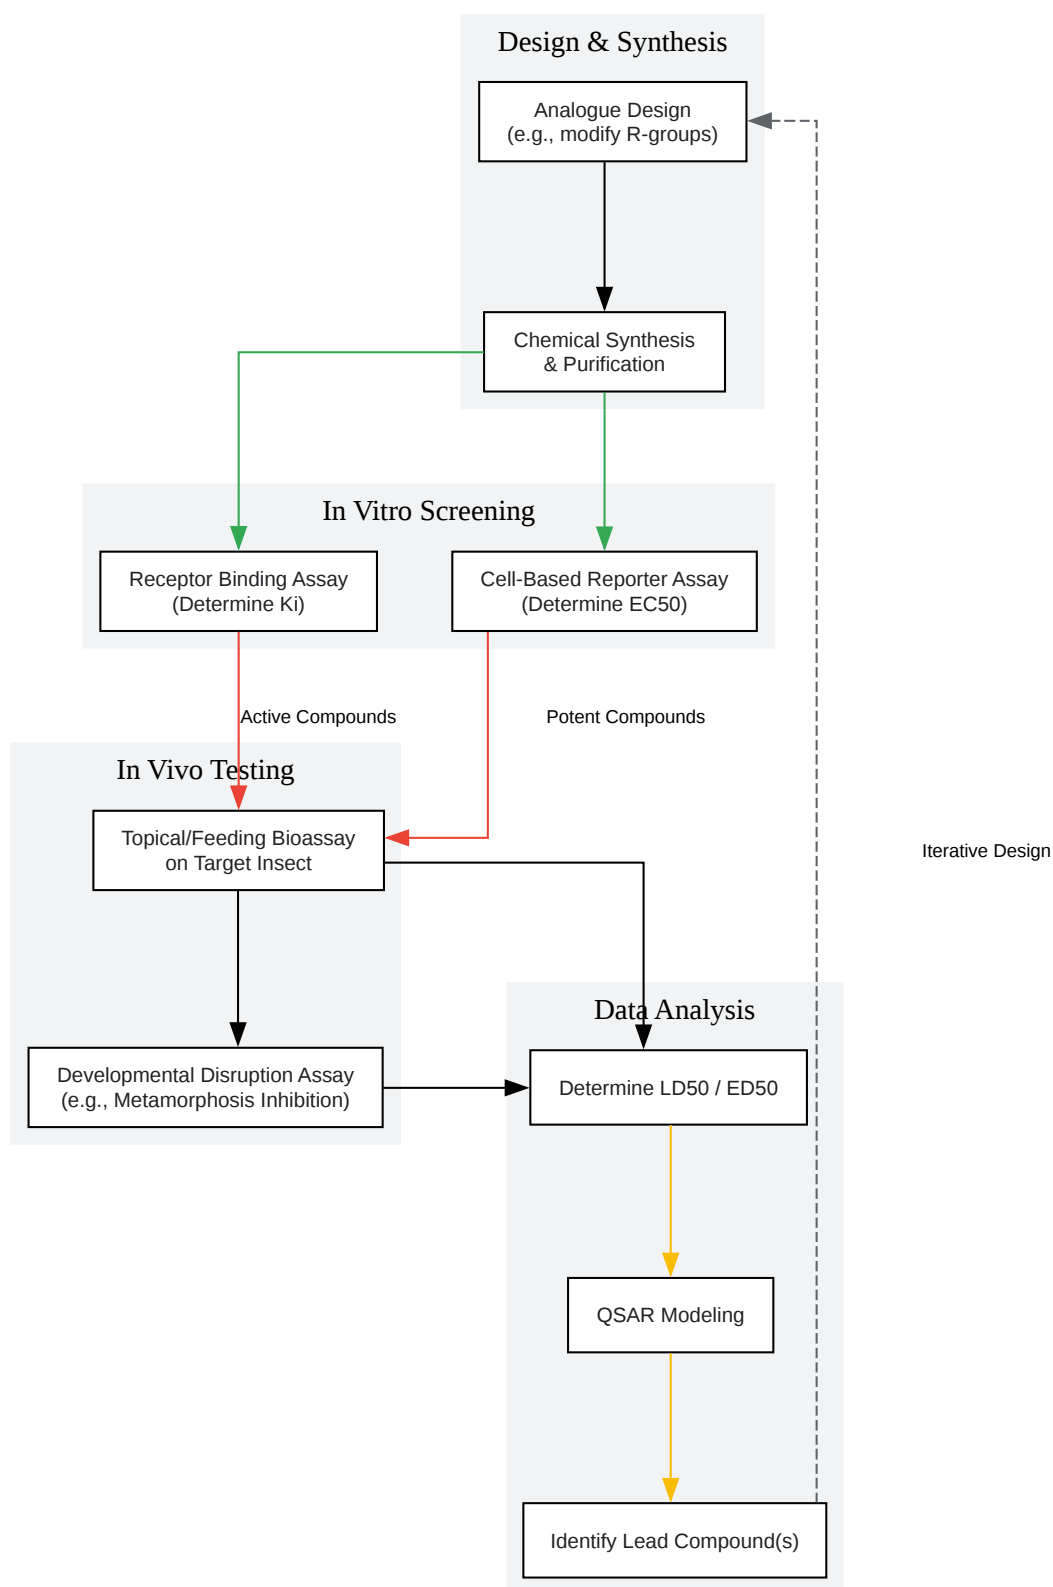 Design & Synthesis
Analogue Design
(e.g., modify R-groups)
Chemical Synthesis
& Purification
In Vitro Screening
Receptor Binding Assay
(Determine Ki)
Cell-Based Reporter Assay
(Determine EC50)
Active Compounds
Potent Compounds
In Vivo Testing
Topical/Feeding Bioassay
on Target Insect
Iterative Design
Data Analysis
Developmental Disruption Assay
(e.g., Metamorphosis Inhibition)
Determine LD50 / ED50
QSAR Modeling
Identify Lead Compound(s)